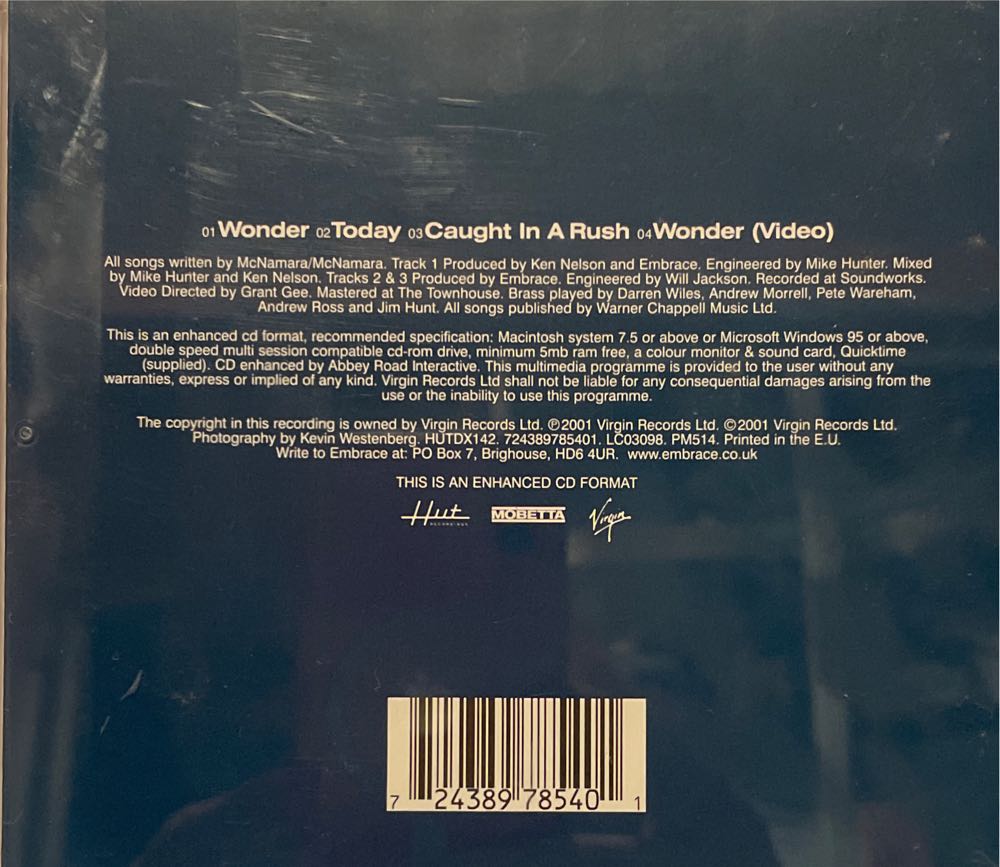 01 Wonder 02 Today 03 Caught In A Rush 04 Wonder (Video)
All songs written by McNamara/McNamara. Track 1 Produced by Ken Nelson and Embrace. Engineered by Mike Hunter. Mixed
by Mike Hunter and Ken Nelson. Tracks 2 & 3 Produced by Embrace. Engineered by Will Jackson. Recorded at Soundworks.
Video Directed by Grant Gee. Mastered at The Townhouse. Brass played by Darren Wiles, Andrew Morrell, Pete Wareham,
Andrew Ross and Jim Hunt. All songs published by Warner Chappell Music Ltd.
This is an enhanced cd format, recommended specification: Macintosh system 7.5 or above or Microsoft Windows 95 or above,
double speed multi session compatible cd-rom drive, minimum 5mb ram free, a colour monitor & sound card, Quicktime
(supplied). CD enhanced by Abbey Road Interactive. This multimedia programme is provided to the user without any
warranties, express or implied of any kind. Virgin Records Ltd shall not be liable for any consequential damages arising from the
use or the inability to use this programme.
The copyright in this recording is owned by Virgin Records Ltd. ℗2001 Virgin Records Ltd. ©2001 Virgin Records Ltd.
Photography by Kevin Westenberg. HUTDX142. 724389785401. LC03098. PM514. Printed in the E.U.
Write to Embrace at: PO Box 7, Brighouse, HD6 4UR. www.embrace.co.uk
THIS IS AN ENHANCED CD FORMAT
Hut RECORDINGS MOBETTA Virgin
7 24389 78540 1